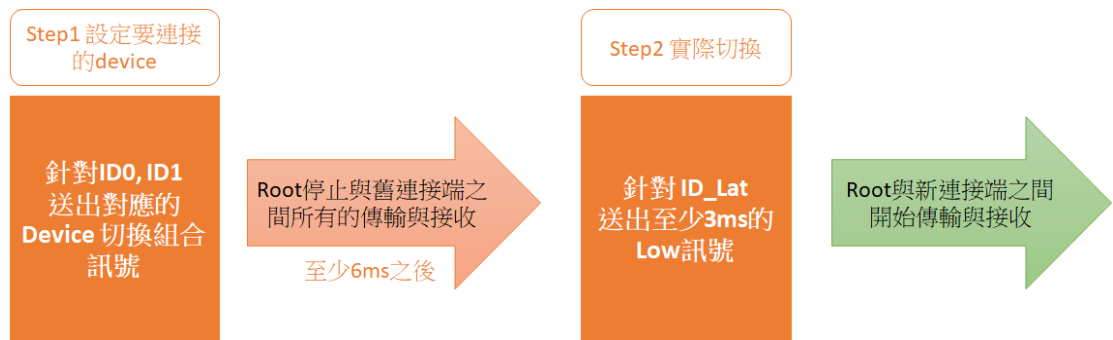 Step1 設定要連接
的device
針對ID0, ID1
送出對應的
Device 切換組合
訊號
Root停止與舊連接端之
間所有的傳輸與接收
至少6ms之後
Step2 實際切換
針對 ID_Lat
送出至少3ms的
Low訊號
Root與新連接端之間
開始傳輸與接收